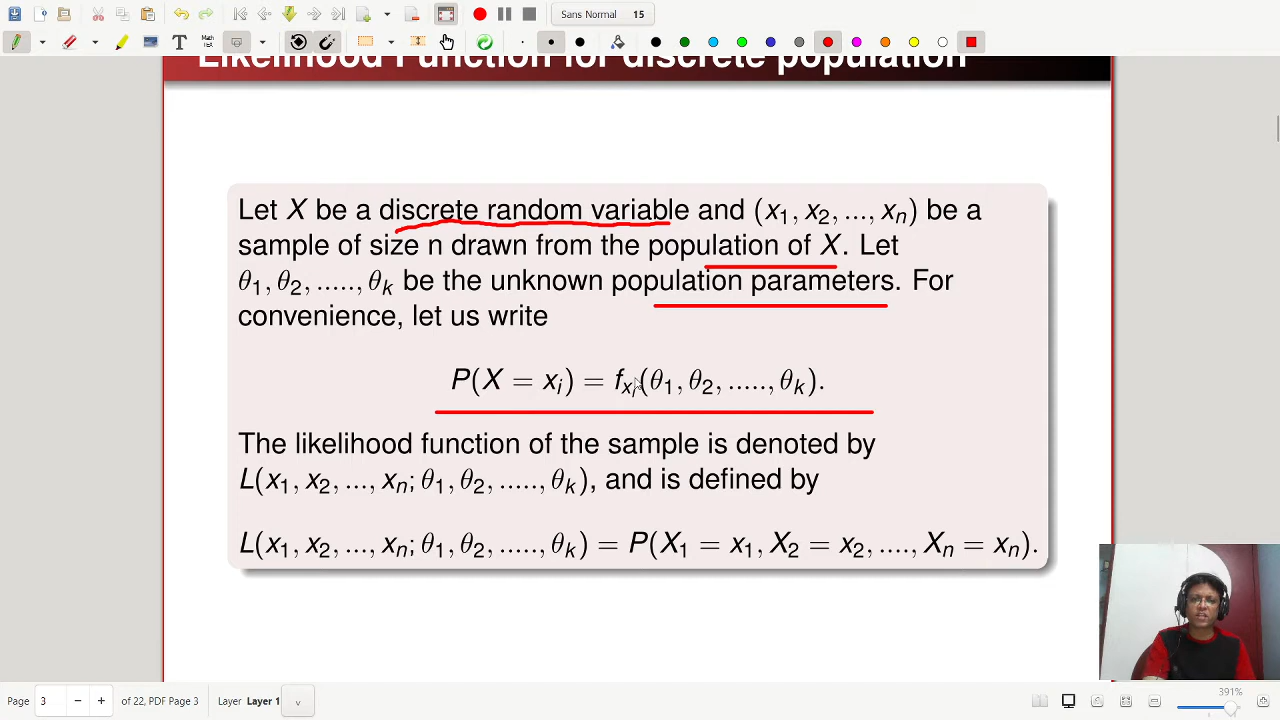 Sans Normal 15
Likelihood Function for discrete population
Let X be a discrete random variable and (x₁, x₂, ..., xₙ) be a
sample of size n drawn from the population of X. Let
θ₁, θ₂, ....., θₖ be the unknown population parameters. For
convenience, let us write
P(X = xᵢ) = f_{xᵢ}(θ₁, θ₂, ....., θₖ).
The likelihood function of the sample is denoted by
L(x₁, x₂, ..., xₙ; θ₁, θ₂, ....., θₖ), and is defined by
L(x₁, x₂, ..., xₙ; θ₁, θ₂, ....., θₖ) = P(X₁ = x₁, X₂ = x₂, ...., Xₙ = xₙ).
Page 3 of 22, PDF Page 3 Layer Layer 1
391%